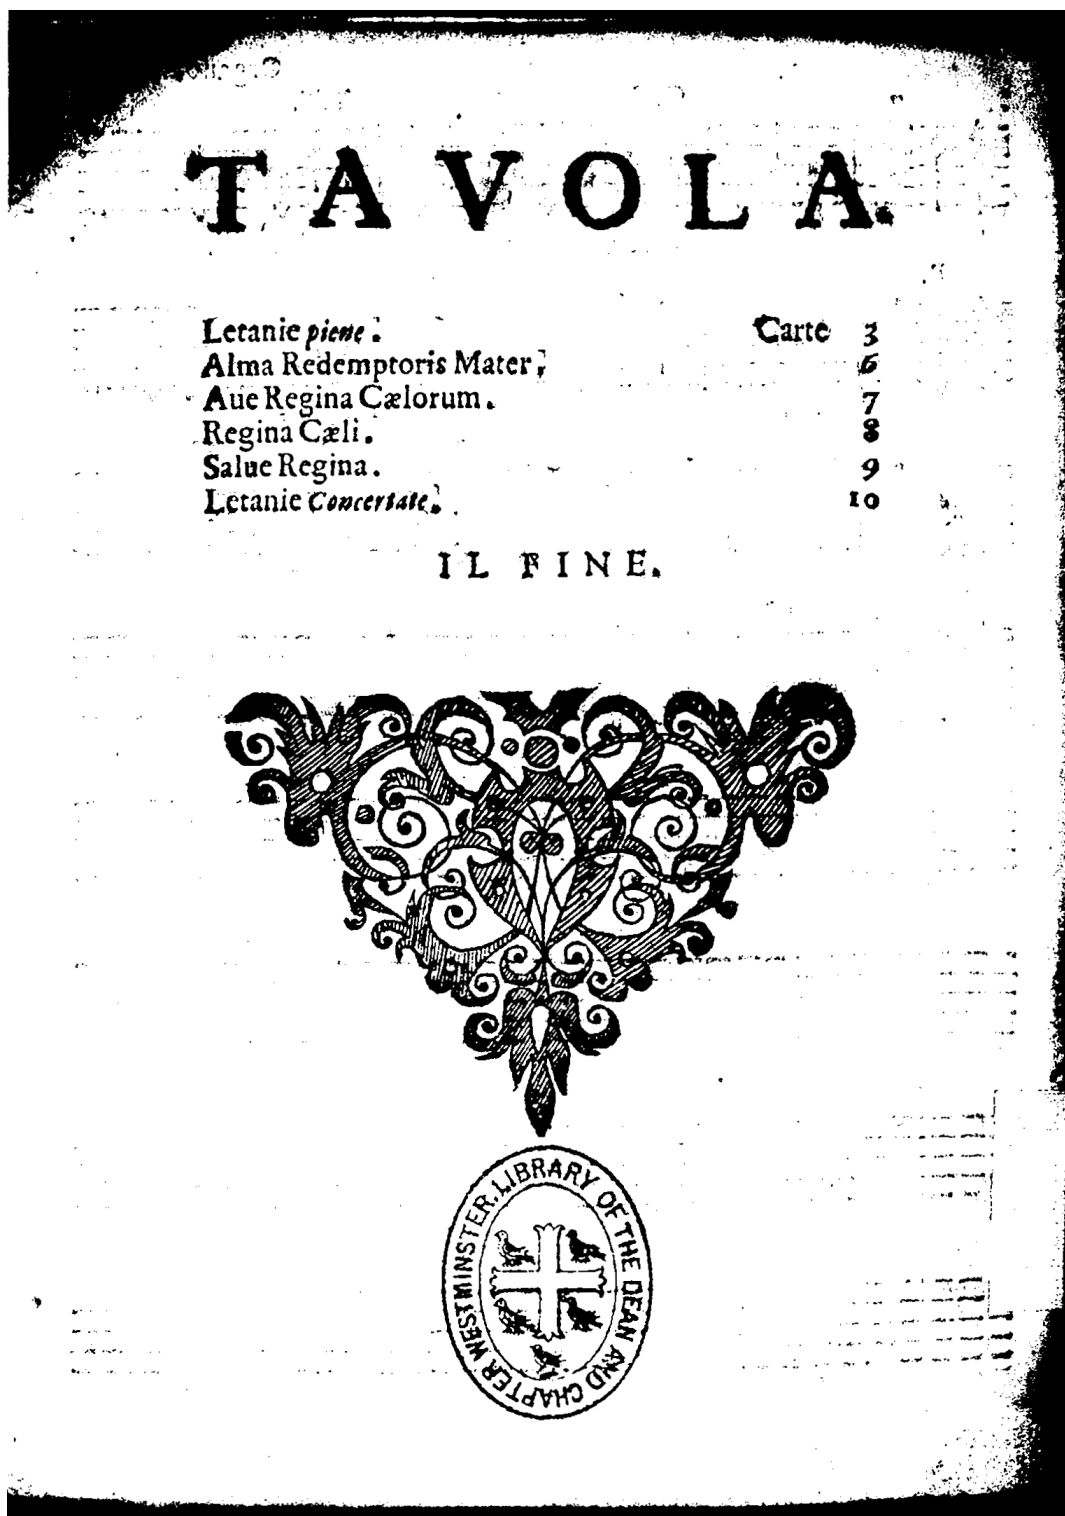 TAVOLA.
Letanie piene. Carte 3
Alma Redemptoris Mater. 6
Aue Regina Cælorum. 7
Regina Cæli. 8
Salue Regina. 9
Letanie Concertate. 10
IL FINE.
LIBRARY OF THE DEAN AND CHAPTER WESTMINSTER.